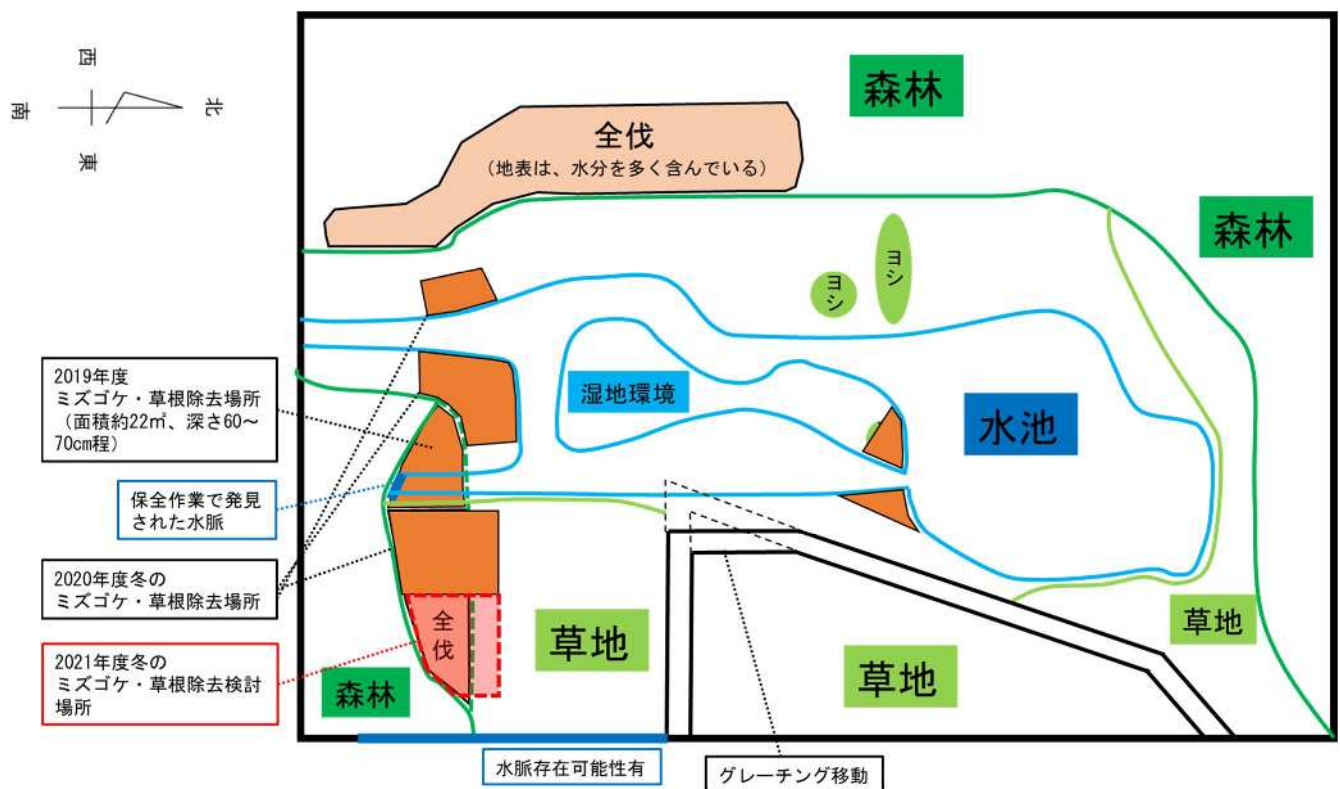 西
北
南
東
森林
全伐
(地表は、水分を多く含んでいる)
森林
ヨシ
ヨシ
2019年度
ミズゴケ・草根除去場所
(面積約22㎡、深さ60~
70cm程)
湿地環境
水池
保全作業で発見
された水脈
2020年度冬の
ミズゴケ・草根除去場所
全伐
草地
草地
草地
2021年度冬の
ミズゴケ・草根除去検討
場所
森林
水脈存在可能性有
グレーチング移動